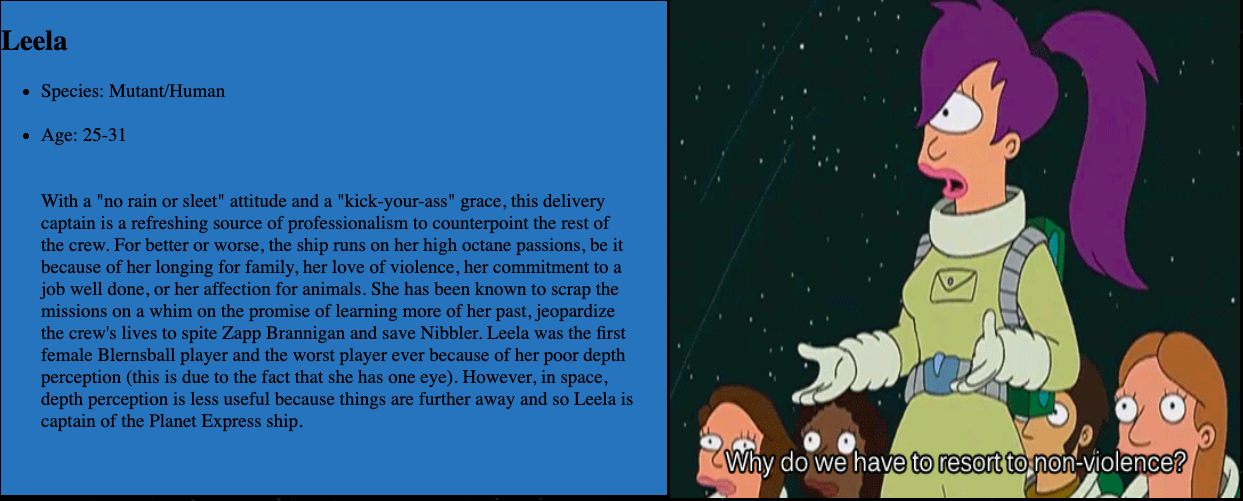 Leela
Species: Mutant/Human
Age: 25-31
With a "no rain or sleet" attitude and a "kick-your-ass" grace, this delivery
captain is a refreshing source of professionalism to counterpoint the rest of
the crew. For better or worse, the ship runs on her high octane passions, be it
because of her longing for family, her love of violence, her commitment to a
job well done, or her affection for animals. She has been known to scrap the
missions on a whim on the promise of learning more of her past, jeopardize
the crew's lives to spite Zapp Brannigan and save Nibbler. Leela was the first
female Blernsball player and the worst player ever because of her poor depth
perception (this is due to the fact that she has one eye). However, in space,
depth perception is less useful because things are further away and so Leela is
captain of the Planet Express ship.
Why do we have to resort to non-violence?